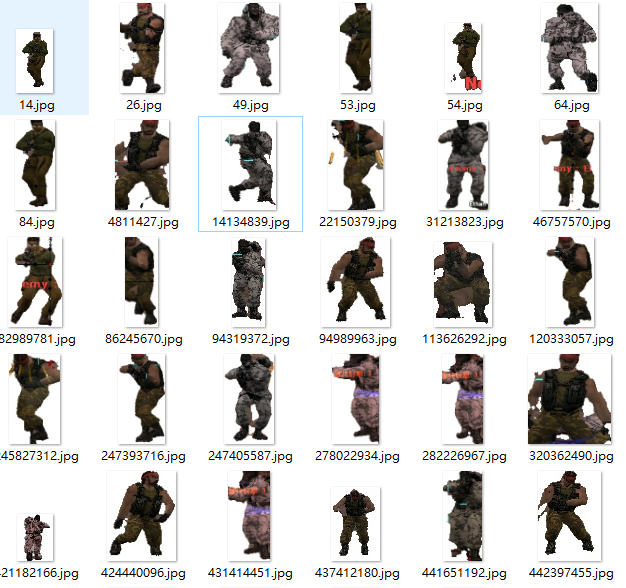 14.jpg 26.jpg 49.jpg 53.jpg 54.jpg 64.jpg
84.jpg 4811427.jpg 14134839.jpg 22150379.jpg 31213823.jpg 46757570.jpg
emy
82989781.jpg 86245670.jpg 94319372.jpg 94989963.jpg 113626292.jpg 120333057.jpg
245827312.jpg 247393716.jpg 247405587.jpg 278022934.jpg 282226967.jpg 320362490.jpg
421182166.jpg 424440096.jpg 431414451.jpg 437412180.jpg 441651192.jpg 442397455.jpg